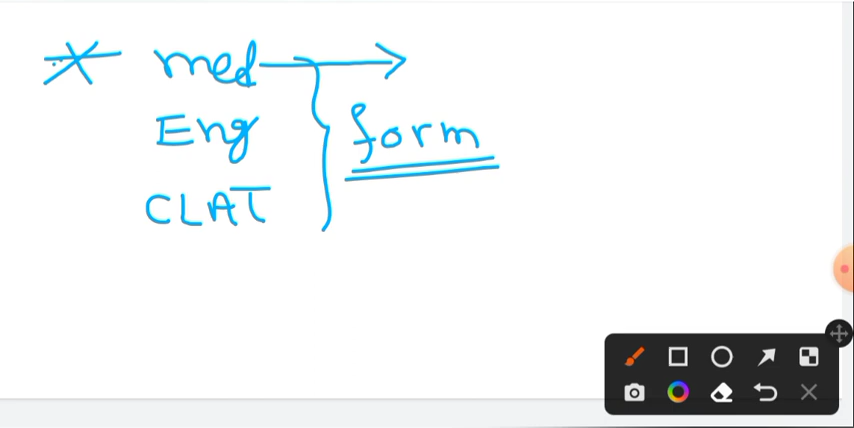 * med →
Eng } form
CLAT